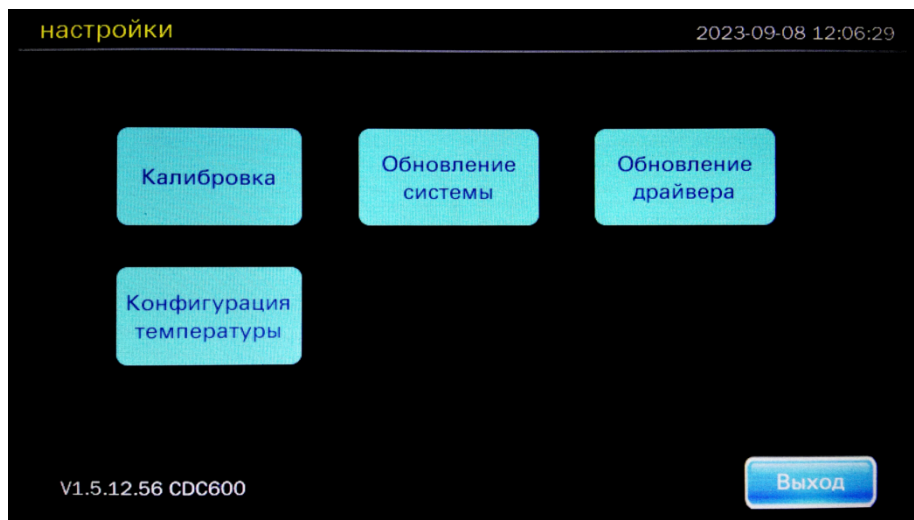 настройки
2023-09-08 12:06:29
Калибровка
Обновление
системы
Обновление
драйвера
Конфигурация
температуры
V1.5.12.56 CDC600
Выход